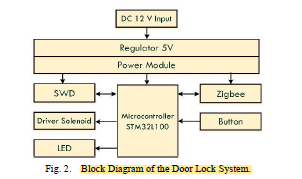 DC 12 V Input
Regulator 5V
Power Module
SWD
Zigbee
Microcontroller
STM32L100
Driver Solenoid
Button
LED
Fig. 2. Block Diagram of the Door Lock System.